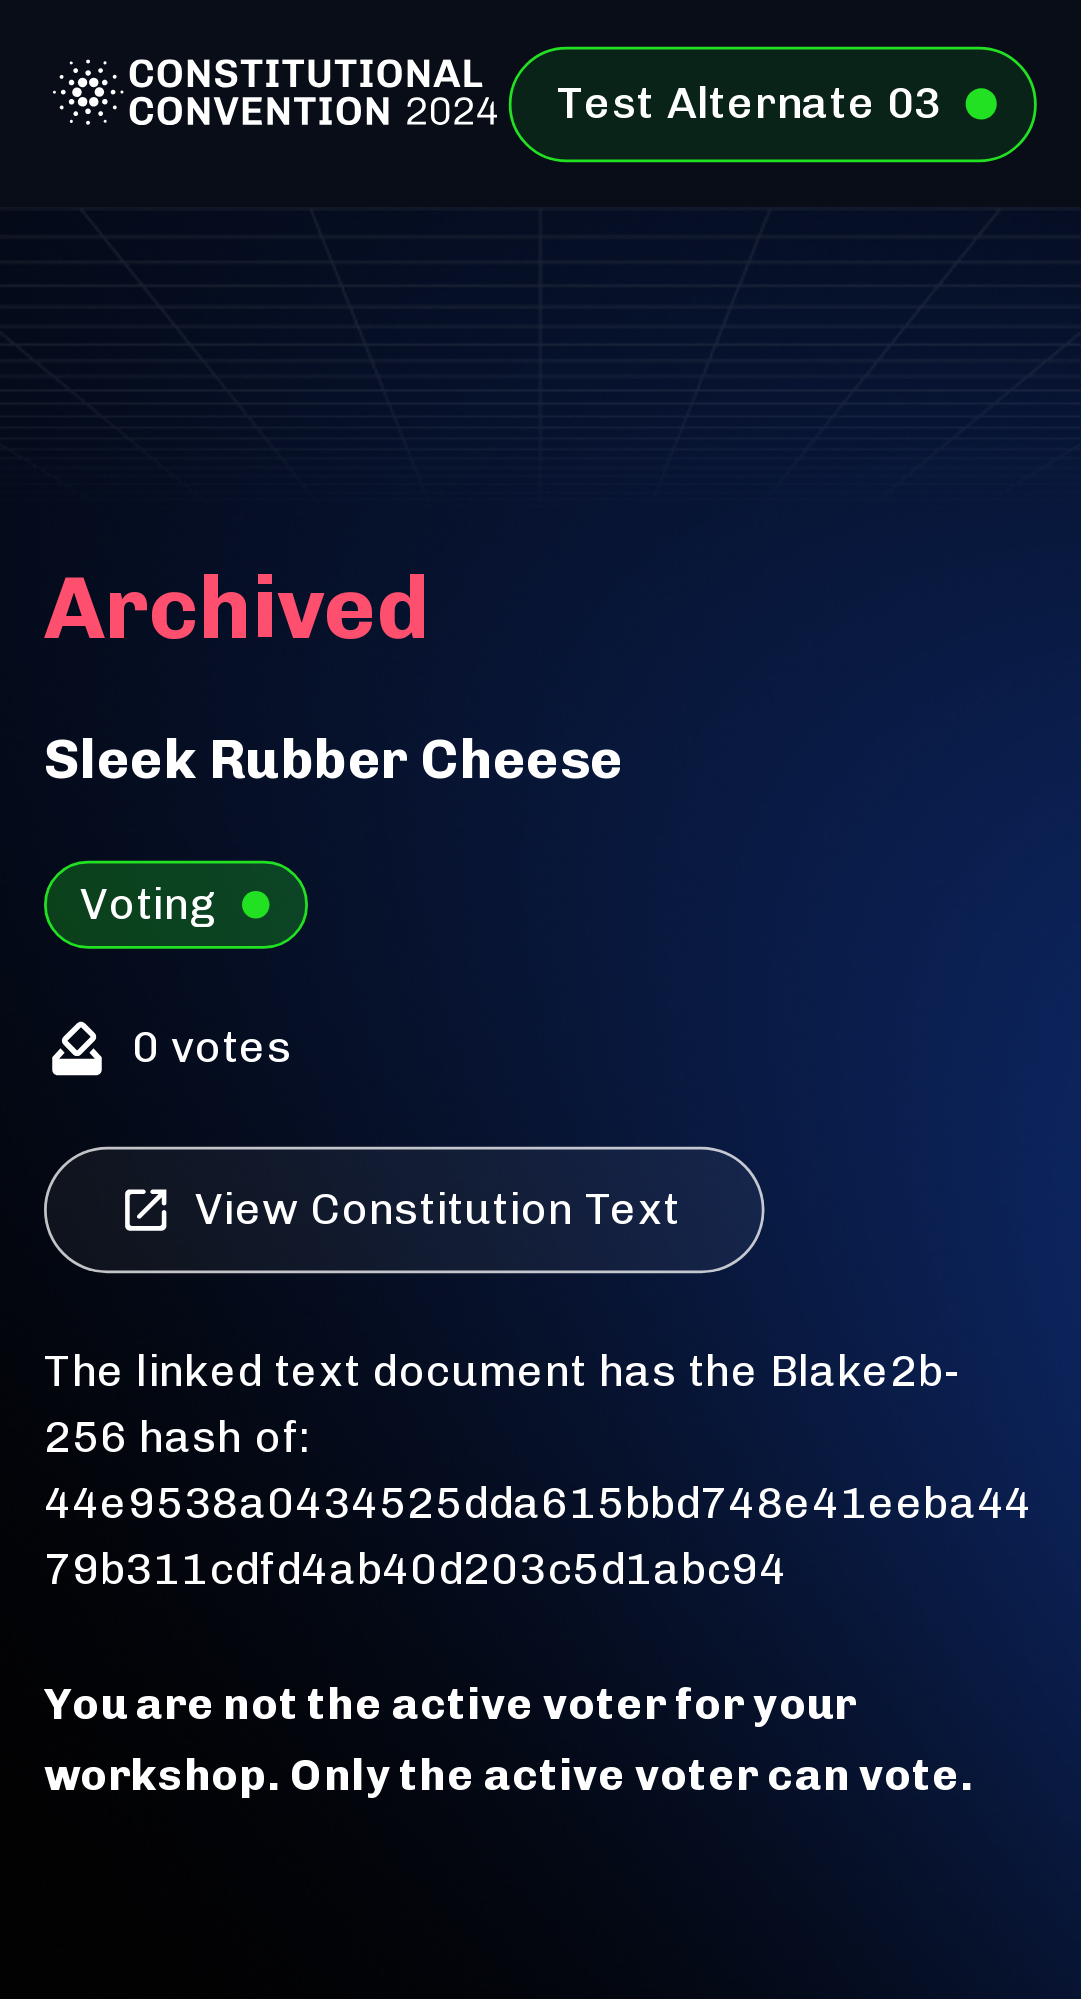 CONSTITUTIONAL
CONVENTION 2024
Test Alternate 03
Archived
Sleek Rubber Cheese
Voting
0 votes
View Constitution Text
The linked text document has the Blake2b-
256 hash of:
44e9538a0434525dda615bbd748e41eeba44
79b311cdfd4ab40d203c5d1abc94
You are not the active voter for your
workshop. Only the active voter can vote.